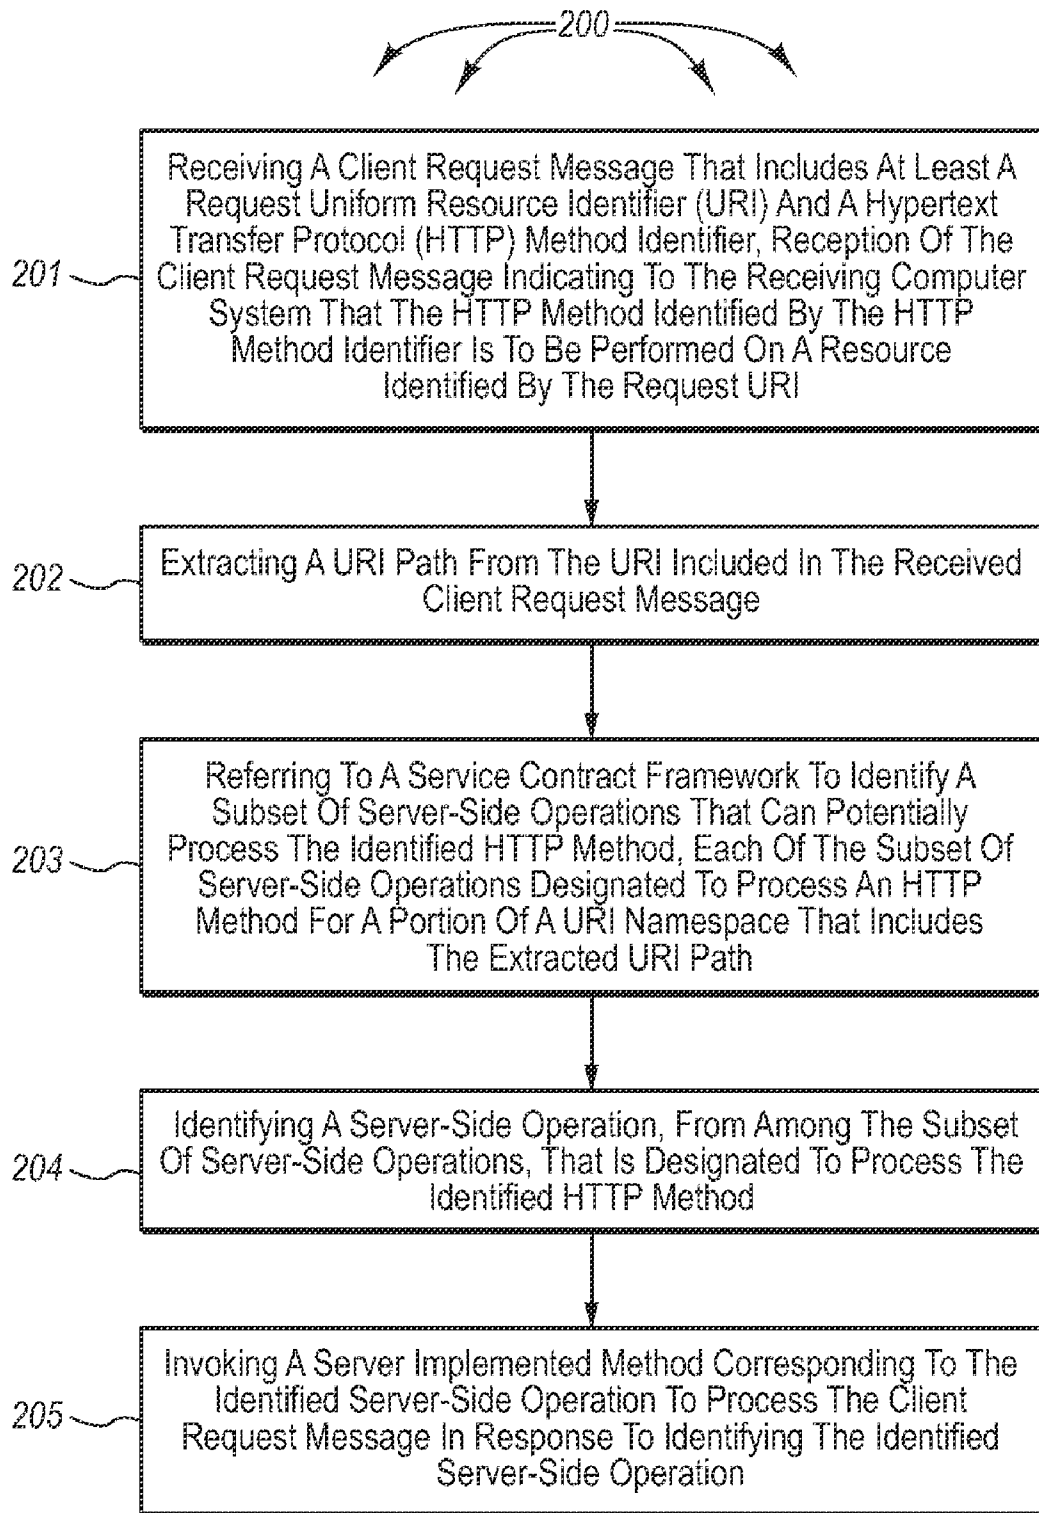 200
201
Receiving A Client Request Message That Includes At Least A
Request Uniform Resource Identifier (URI) And A Hypertext
Transfer Protocol (HTTP) Method Identifier, Reception Of The
Client Request Message Indicating To The Receiving Computer
System That The HTTP Method Identified By The HTTP
Method Identifier Is To Be Performed On A Resource
Identified By The Request URI
202
Extracting A URI Path From The URI Included In The Received
Client Request Message
203
Referring To A Service Contract Framework To Identify A
Subset Of Server-Side Operations That Can Potentially
Process The Identified HTTP Method, Each Of The Subset Of
Server-Side Operations Designated To Process An HTTP
Method For A Portion Of A URI Namespace That Includes
The Extracted URI Path
204
Identifying A Server-Side Operation, From Among The Subset
Of Server-Side Operations, That Is Designated To Process The
Identified HTTP Method
205
Invoking A Server Implemented Method Corresponding To The
Identified Server-Side Operation To Process The Client
Request Message In Response To Identifying The Identified
Server-Side Operation